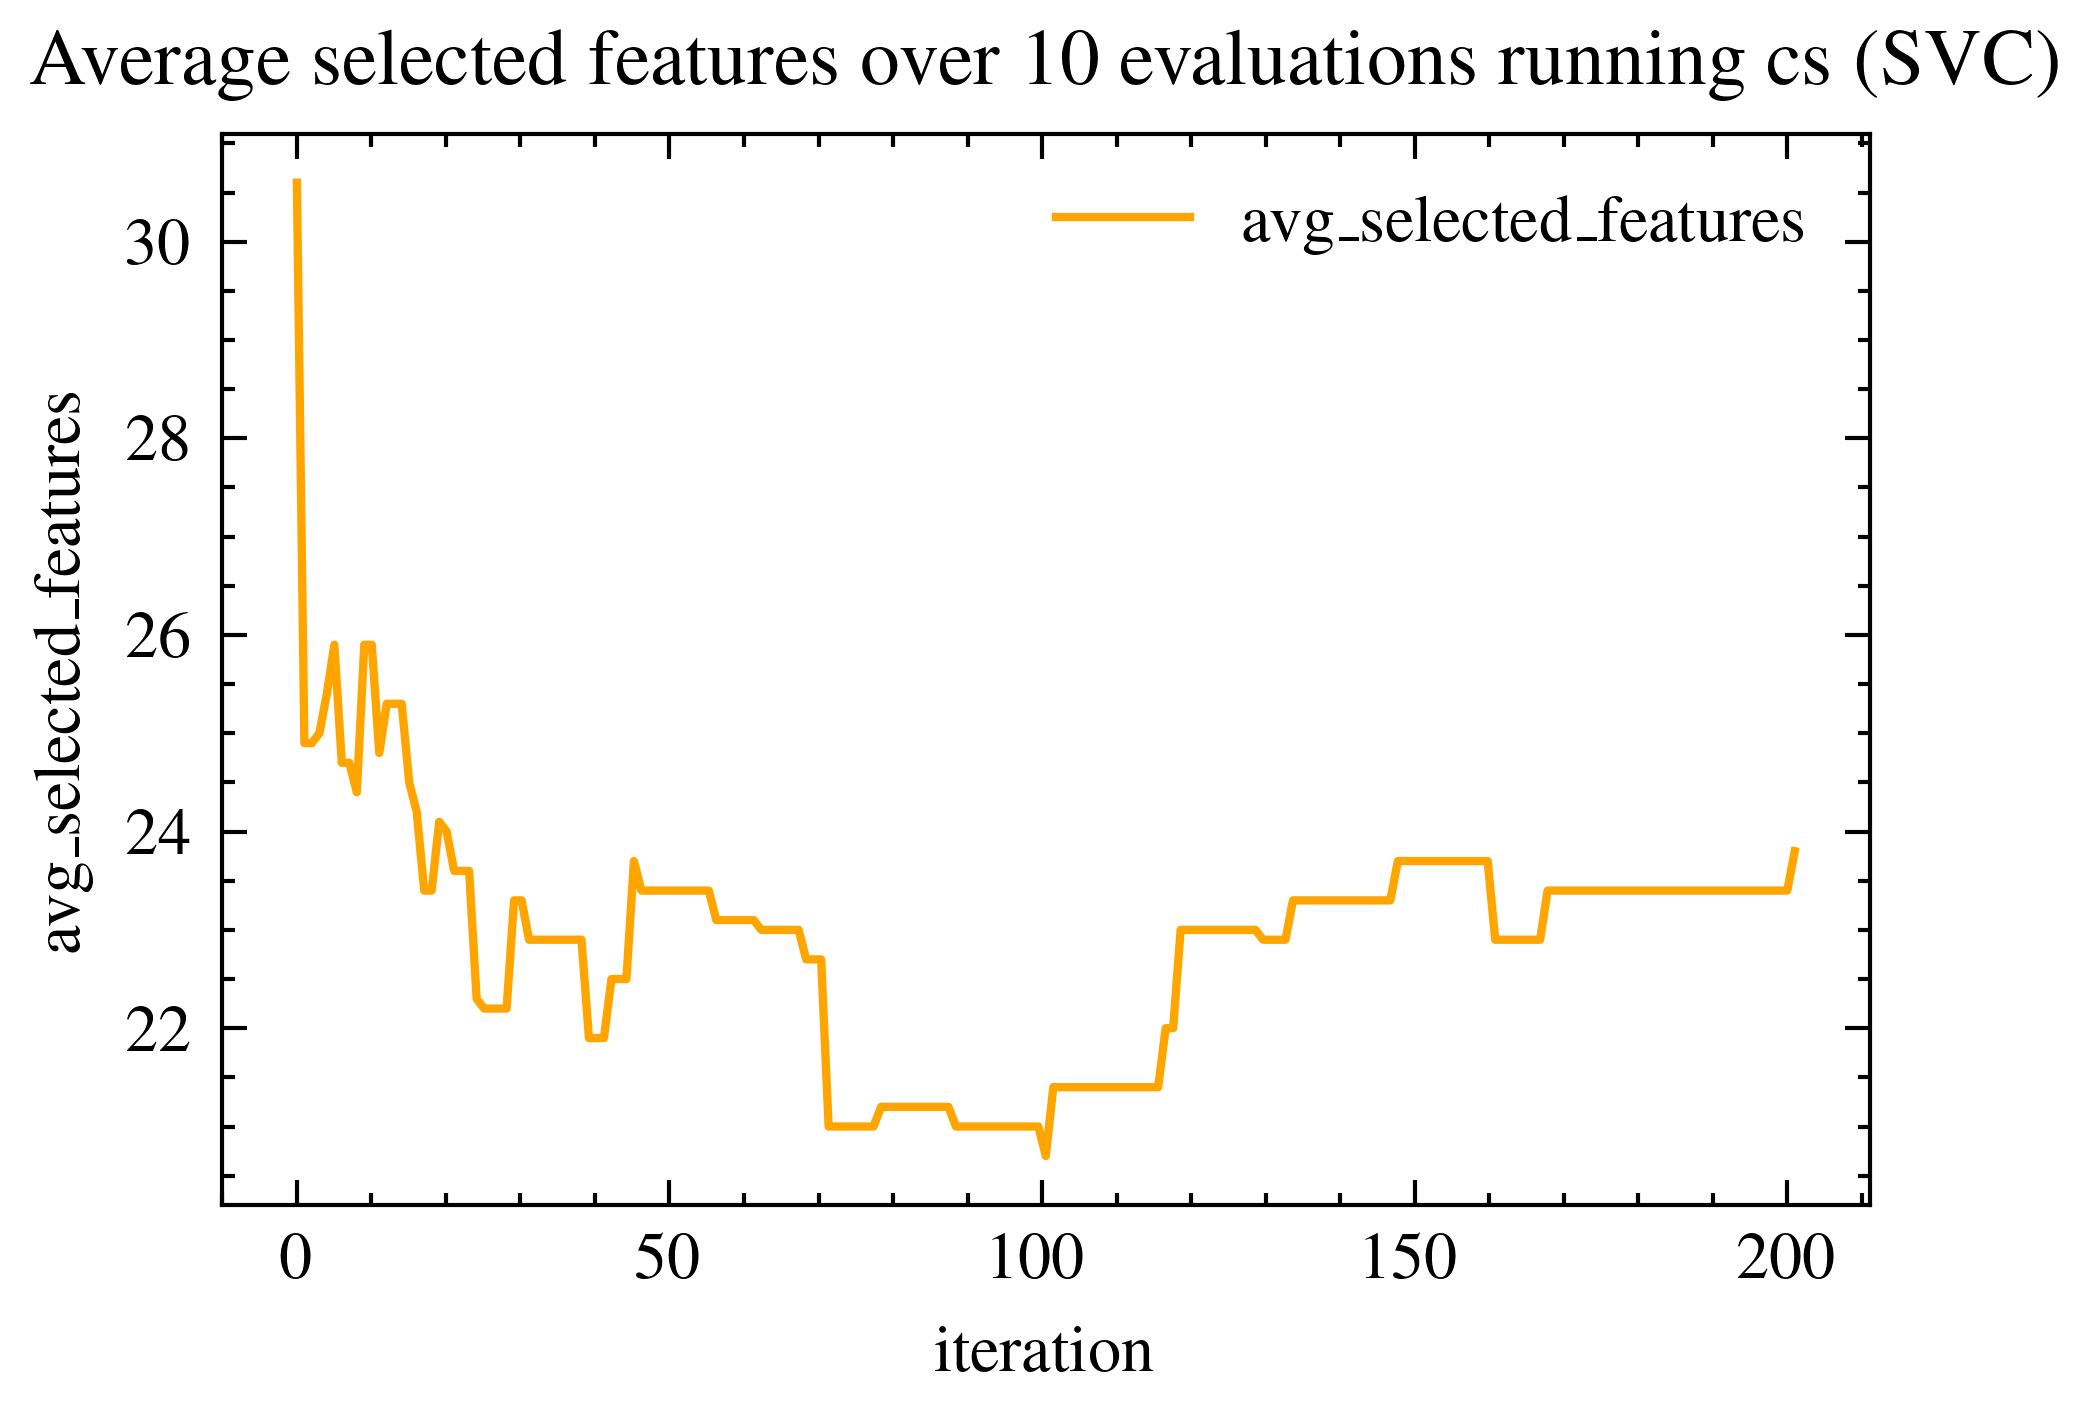 Average selected features over 10 evaluations running cs (SVC)
avg_selected_features
30
28
26
24
22
avg_selected_features
0 50 100 150 200
iteration